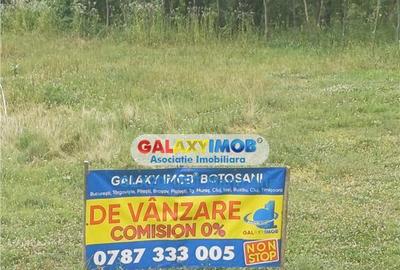 GALAXYIMOB®
Asociatie Imobiliara
GALAXY IMOB BOTOSANI
DE VÂNZARE
COMISION 0%
GALAXYIMOB
0787 333 005
NON
STOP